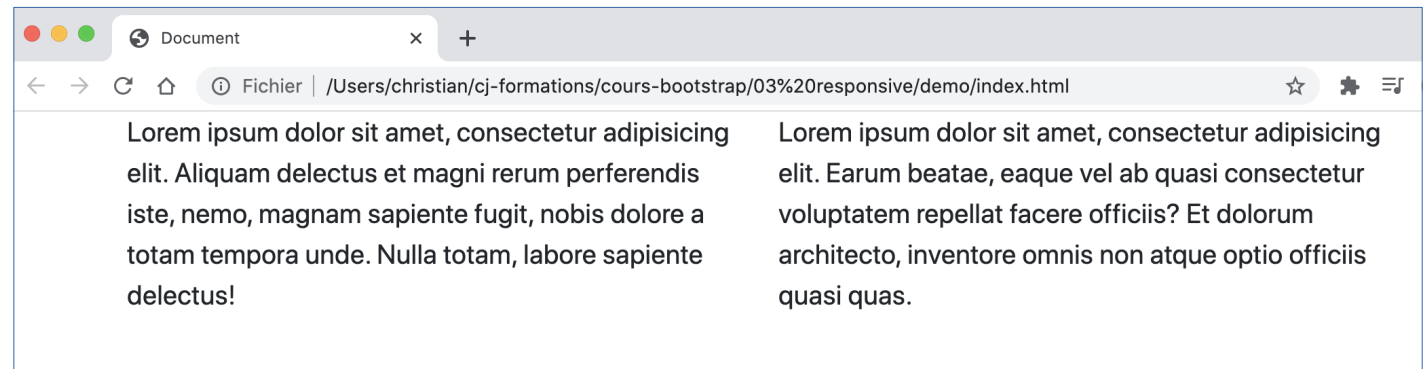 Document
Fichier /Users/christian/cj-formations/cours-bootstrap/03%20responsive/demo/index.html
Lorem ipsum dolor sit amet, consectetur adipisicing
elit. Aliquam delectus et magni rerum perferendis
iste, nemo, magnam sapiente fugit, nobis dolore a
totam tempora unde. Nulla totam, labore sapiente
delectus!
Lorem ipsum dolor sit amet, consectetur adipisicing
elit. Earum beatae, eaque vel ab quasi consectetur
voluptatem repellat facere officiis? Et dolorum
architecto, inventore omnis non atque optio officiis
quasi quas.